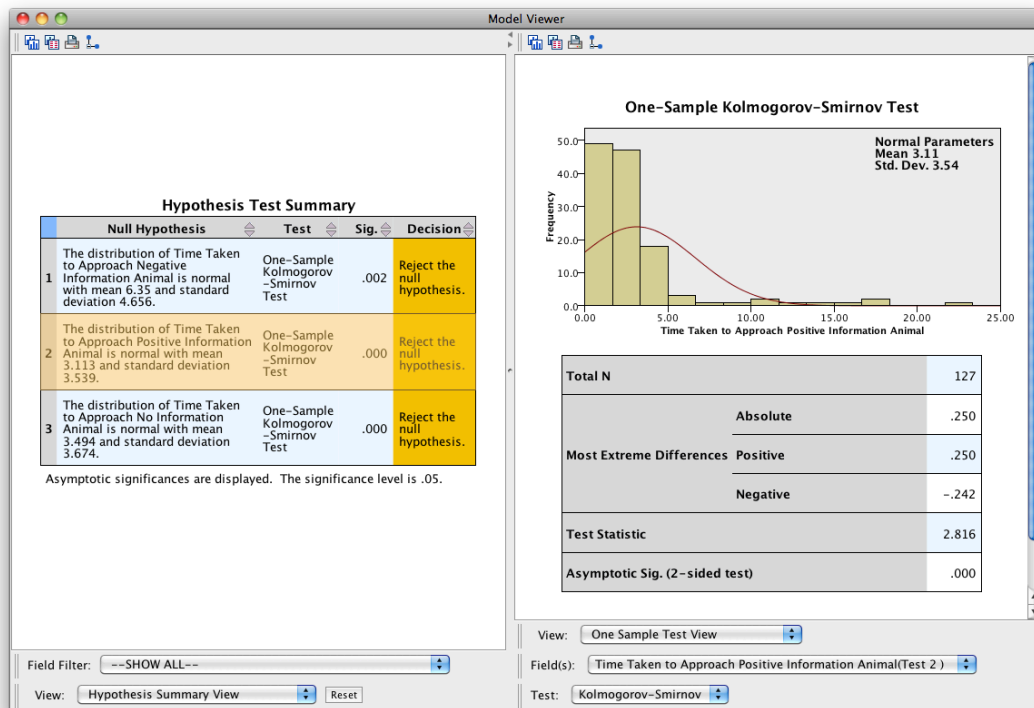 Model Viewer
Hypothesis Test Summary
Null Hypothesis Test Sig. Decision
1
The distribution of Time Taken
to Approach Negative
Information Animal is normal
with mean 6.35 and standard
deviation 4.656.
One-Sample
Kolmogorov
-Smirnov
Test
.002
Reject the
null
hypothesis.
2
The distribution of Time Taken
to Approach Positive Information
Animal is normal with mean
3.113 and standard deviation
3.539.
One-Sample
Kolmogorov
-Smirnov
Test
.000
Reject the
null
hypothesis.
3
The distribution of Time Taken
to Approach No Information
Animal is normal with mean
3.494 and standard deviation
3.674.
One-Sample
Kolmogorov
-Smirnov
Test
.000
Reject the
null
hypothesis.
Asymptotic significances are displayed. The significance level is .05.
Field Filter: --SHOW ALL--
View: Hypothesis Summary View Reset
One-Sample Kolmogorov-Smirnov Test
Normal Parameters
Mean 3.11
Std. Dev. 3.54
Frequency
50.0
40.0
30.0
20.0
10.0
0.0
0.00 5.00 10.00 15.00 20.00 25.00
Time Taken to Approach Positive Information Animal
Total N 127
Most Extreme Differences
Absolute .250
Positive .250
Negative -.242
Test Statistic 2.816
Asymptotic Sig. (2-sided test) .000
View: One Sample Test View
Field(s): Time Taken to Approach Positive Information Animal(Test 2 )
Test: Kolmogorov-Smirnov